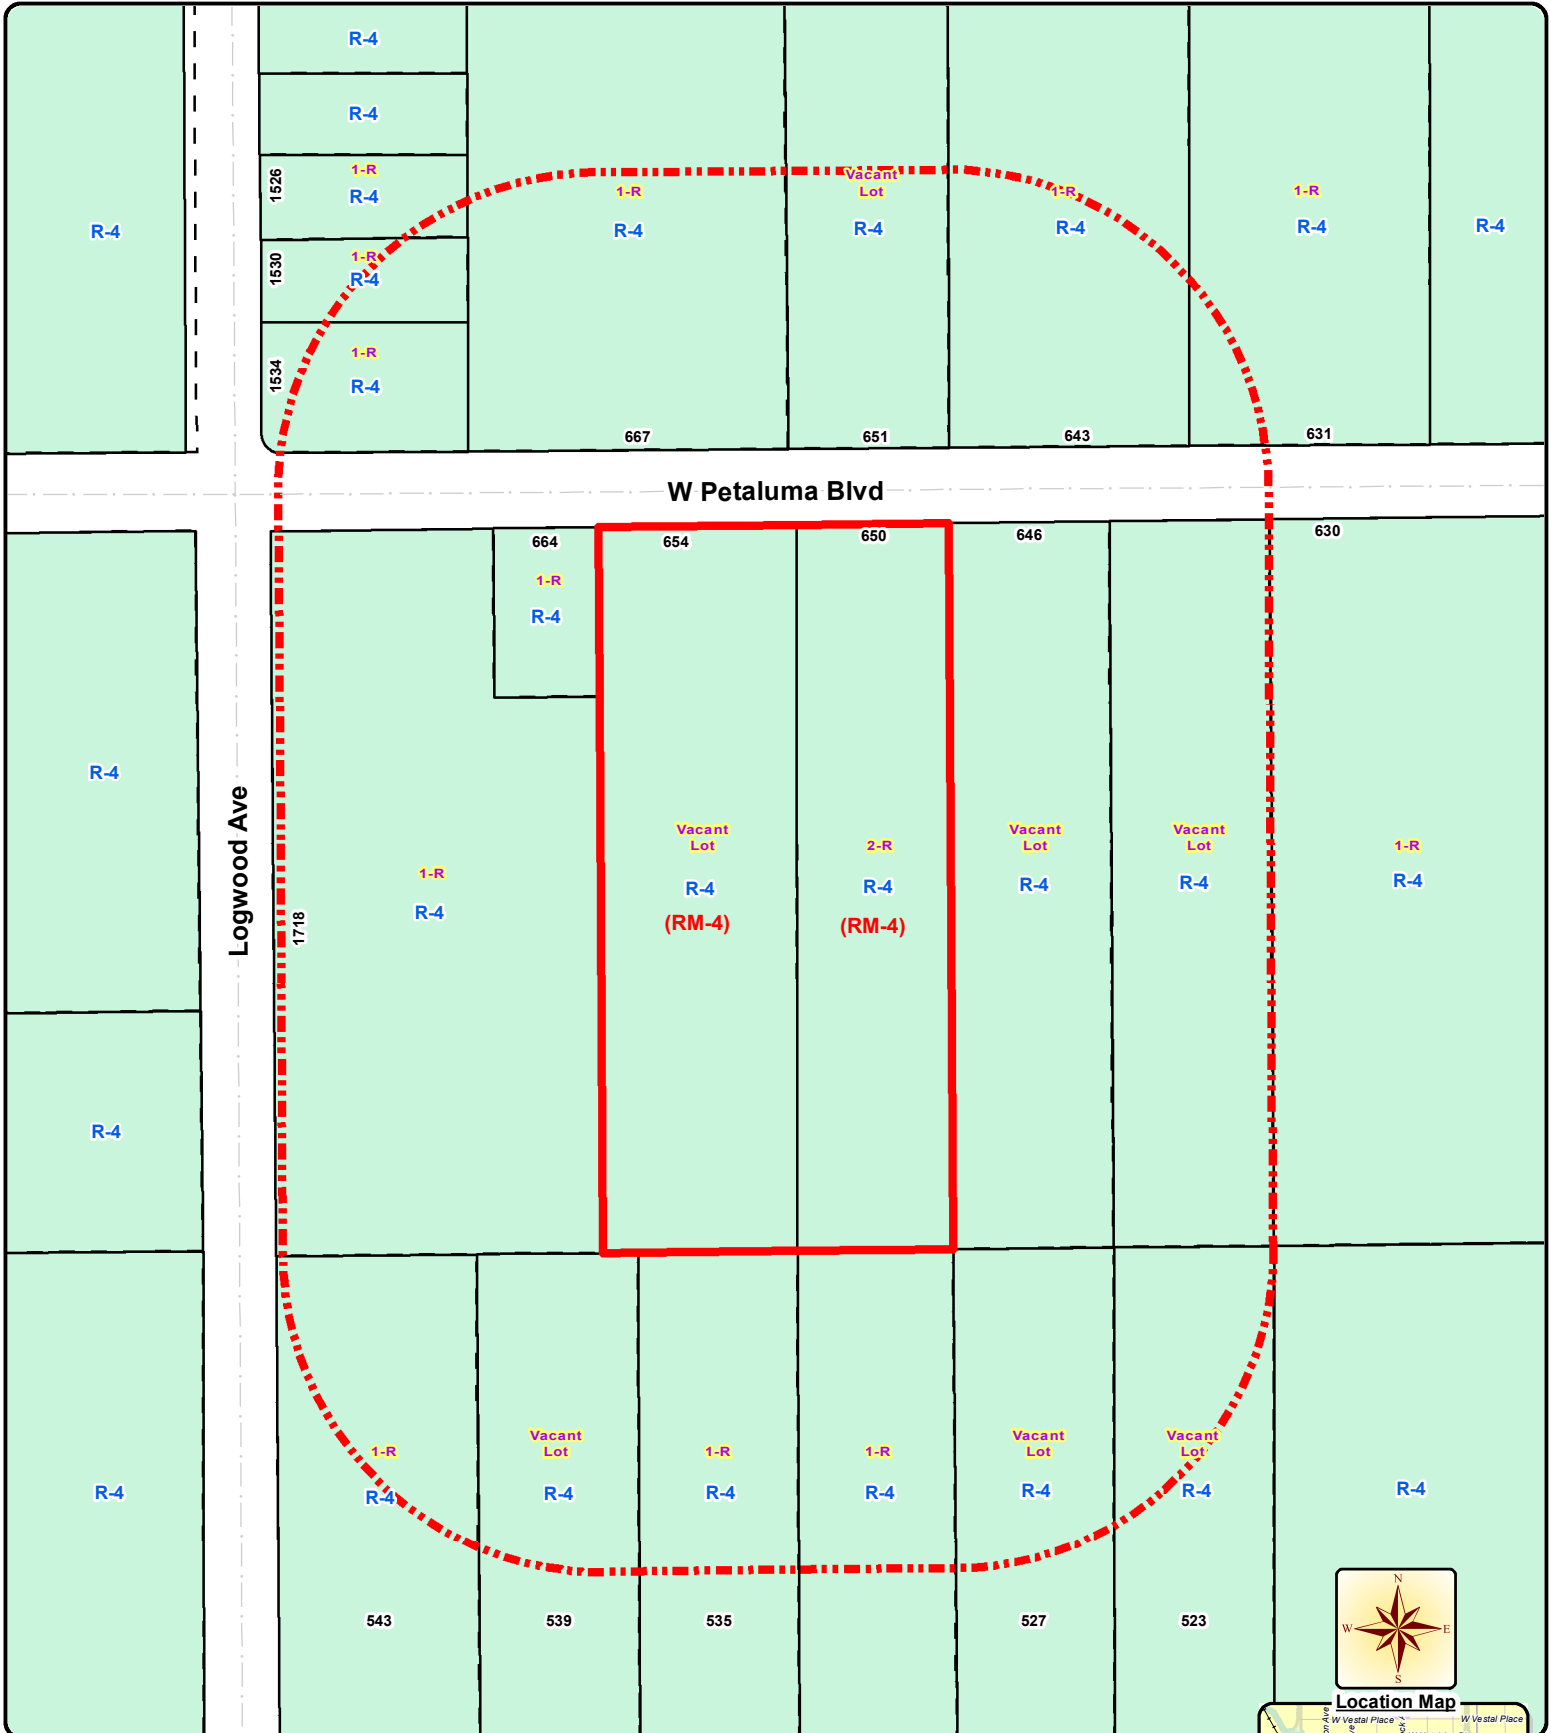 R-4
R-4
1526
1-R
R-4
1-R
R-4
Vacant
Lot
R-4
1-R
R-4
1-R
R-4
R-4
R-4
1530
1-R
R-4
1534
1-R
R-4
667
651
643
631
W Petaluma Blvd
664
654
650
646
630
1-R
R-4
R-4
Logwood Ave
1718
1-R
R-4
Vacant
Lot
R-4
(RM-4)
2-R
R-4
(RM-4)
Vacant
Lot
R-4
Vacant
Lot
R-4
1-R
R-4
R-4
R-4
1-R
R-4
Vacant
Lot
R-4
1-R
R-4
1-R
R-4
Vacant
Lot
R-4
Vacant
Lot
R-4
R-4
543
539
535
527
523
N
W
E
S
Location Map
W Vestal Place
W Vestal Place